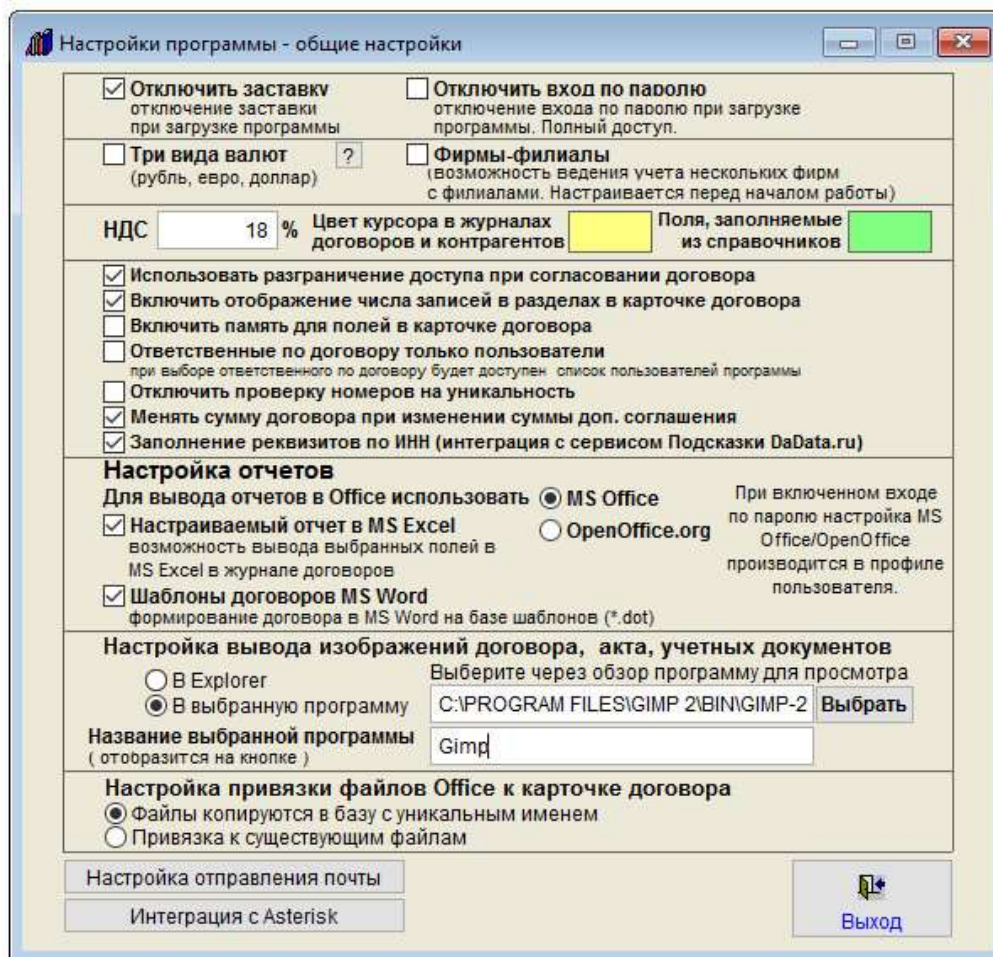 Настройки программы - общие настройки
Отключить заставку
отключение заставки
при загрузке программы
Отключить вход по паролю
отключение входа по паролю при загрузке
программы. Полный доступ.
Три вида валют ?
(рубль, евро, доллар)
Фирмы-филиалы
(возможность ведения учета нескольких фирм
с филиалами. Настраивается перед началом работы)
НДС 18 %
Цвет курсора в журналах
договоров и контрагентов
Поля, заполняемые
из справочников
Использовать разграничение доступа при согласовании договора
Включить отображение числа записей в разделах в карточке договора
Включить память для полей в карточке договора
Ответственные по договору только пользователи
при выборе ответственного по договору будет доступен список пользователей программы
Отключить проверку номеров на уникальность
Менять сумму договора при изменении суммы доп. соглашения
Заполнение реквизитов по ИНН (интеграция с сервисом Подсказки DaData.ru)
Настройка отчетов
Для вывода отчетов в Office использовать
MS Office
OpenOffice.org
Настраиваемый отчет в MS Excel
возможность вывода выбранных полей в
MS Excel в журнале договоров
При включенном входе
по паролю настройка MS
Office/OpenOffice
производится в профиле
пользователя.
Шаблоны договоров MS Word
формирование договора в MS Word на базе шаблонов (*.dot)
Настройка вывода изображений договора, акта, учетных документов
В Explorer
В выбранную программу
Выберите через обзор программу для просмотра
C:\PROGRAM FILES\GIMP 2\BIN\GIMP-2
Выбрать
Название выбранной программы
( отобразится на кнопке )
Gimp
Настройка привязки файлов Office к карточке договора
Файлы копируются в базу с уникальным именем
Привязка к существующим файлам
Настройка отправления почты
Интеграция с Asterisk
Выход